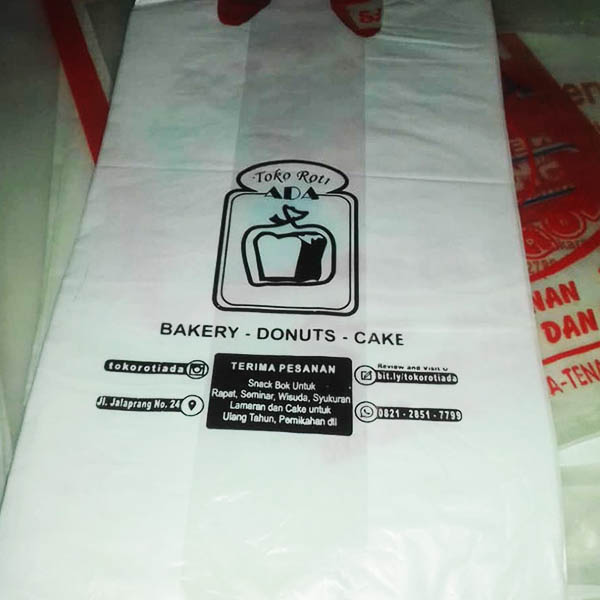 Toko Roti
ADA
BAKERY - DONUTS - CAKE
tokorotiada
Jl. Jalaprang No. 24
TERIMA PESANAN
Snack Bok Untuk
Rapat, Seminar, Wisuda, Syukuran
Lamaran dan Cake untuk
Ulang Tahun, Pernikahan dll
Review and Visit U
bit.ly/tokorotiada
0821 - 2851 - 7799
NAN
DAN
A-TENA